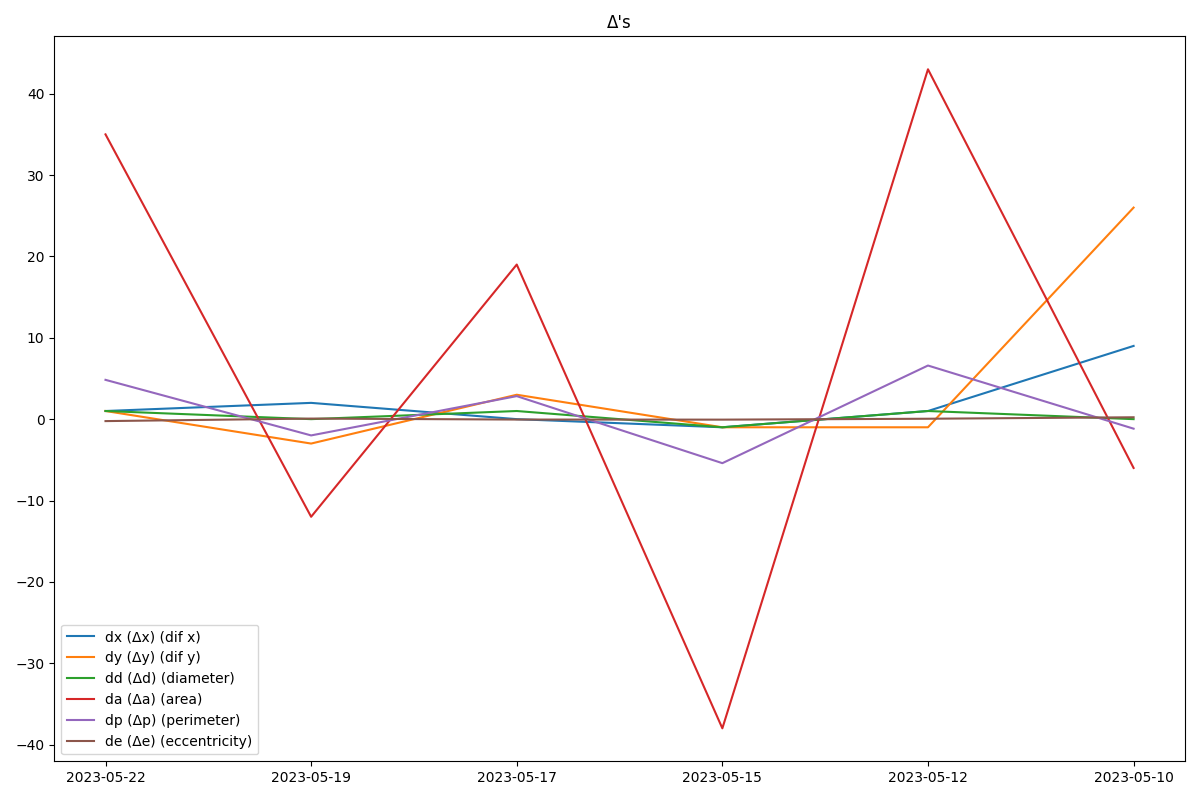 Δ's
40
30
20
10
0
−10
−20
−30
−40
dx (Δx) (dif x)
dy (Δy) (dif y)
dd (Δd) (diameter)
da (Δa) (area)
dp (Δp) (perimeter)
de (Δe) (eccentricity)
2023-05-22 2023-05-19 2023-05-17 2023-05-15 2023-05-12 2023-05-10